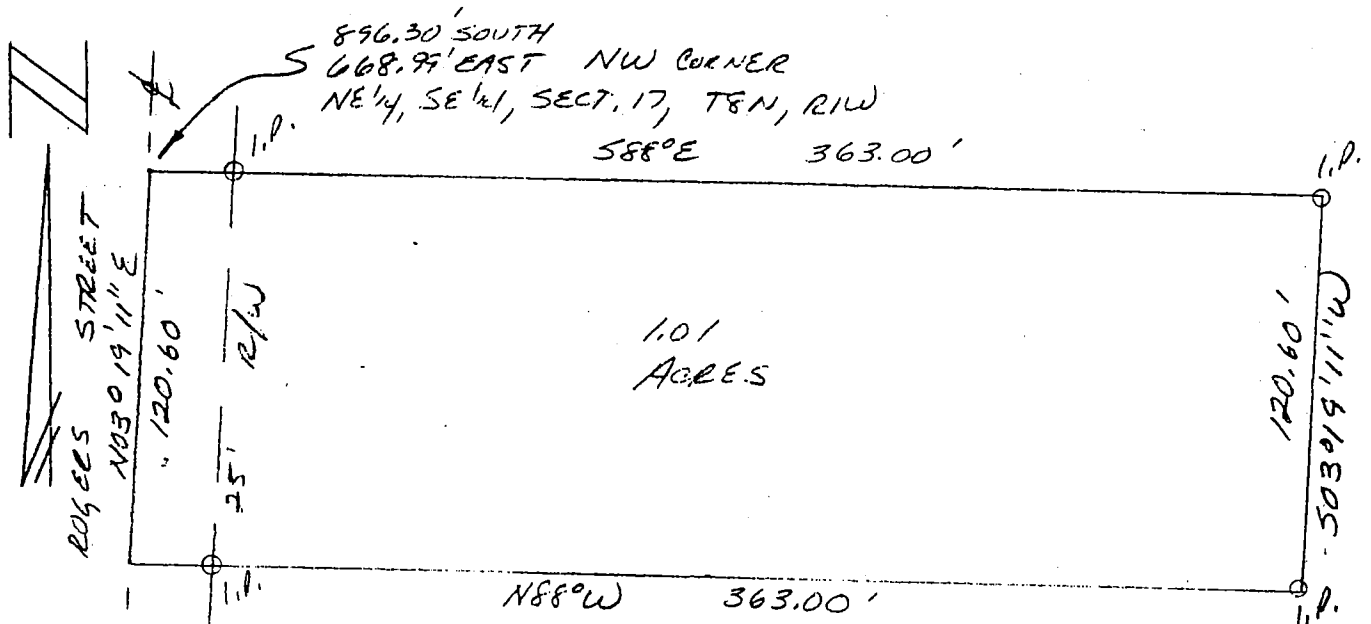 N
896.30' SOUTH
668.99' EAST NW CORNER
NE 1/4, SE 1/4, SECT. 17, T8N, R1W
I.P.
S88°E 363.00'
I.P.
ROGERS STREET
N03°19'11"E
120.60'
25' R/W
1.01
ACRES
120.60'
S03°19'11"W
I.P.
N88°W 363.00'
I.P.